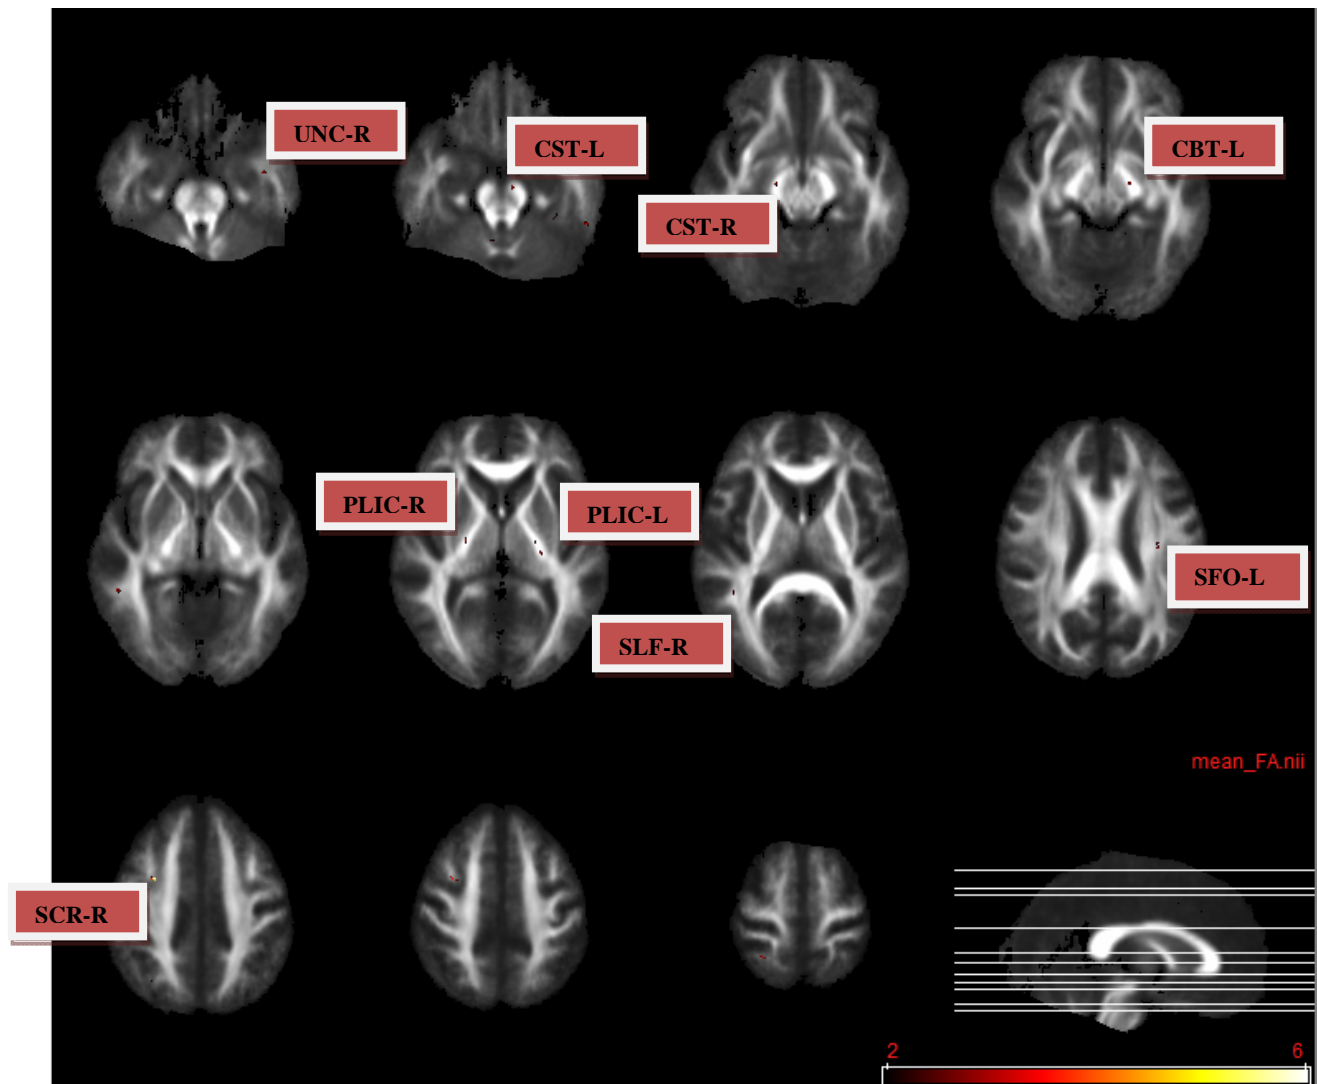 UNC-R
CST-L
CBT-L
CST-R
PLIC-R
PLIC-L
SFO-L
SLF-R
mean_FA.nii
SCR-R
2
6